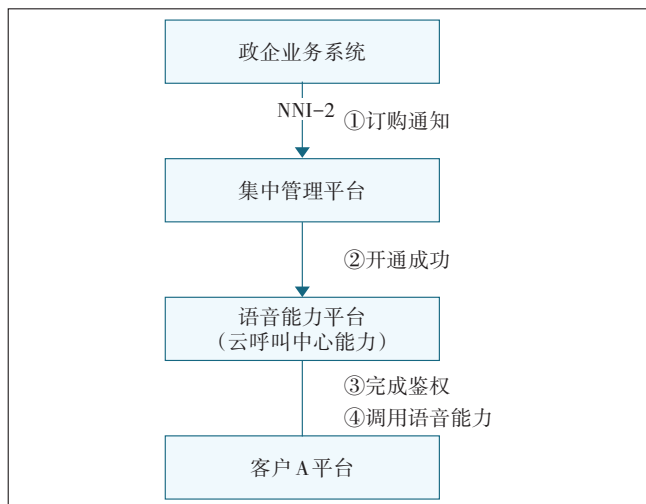 政企业务系统
NNI-2
①订购通知
集中管理平台
②开通成功
语音能力平台
(云呼叫中心能力)
③完成鉴权
④调用语音能力
客户A平台